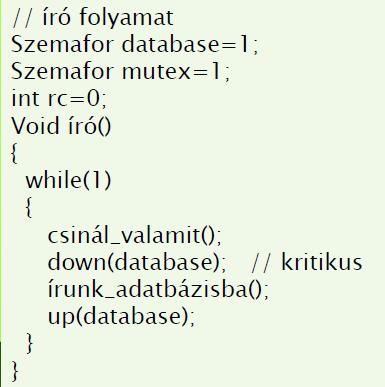 // író folyamat
Szemafor database=1;
Szemafor mutex=1;
int rc=0;
Void író()
{
while(1)
{
csinál_valamit();
down(database); // kritikus
írunk_adatbázisba();
up(database);
}
}